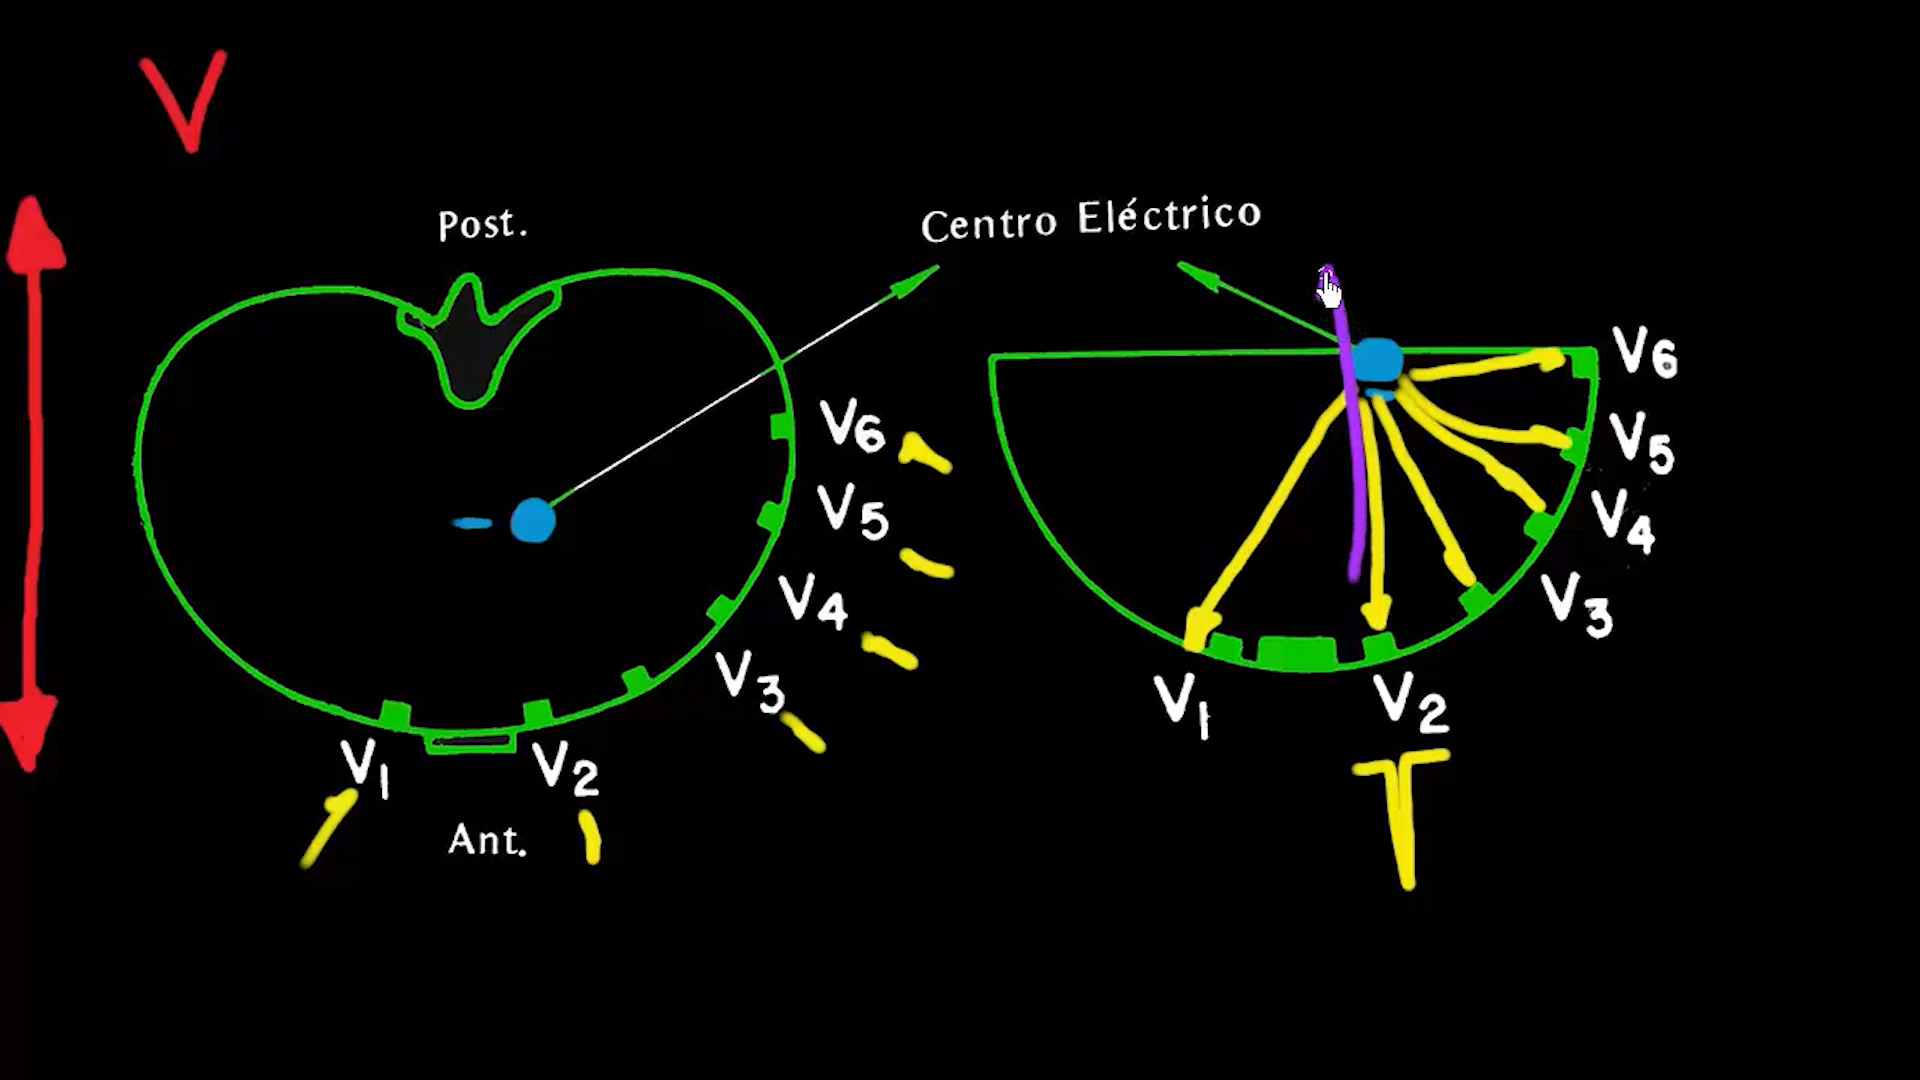 V
Post.
Centro Eléctrico
V6
V5
V4
V3
V1
V2
Ant.
V6
V5
V4
V3
V1
V2